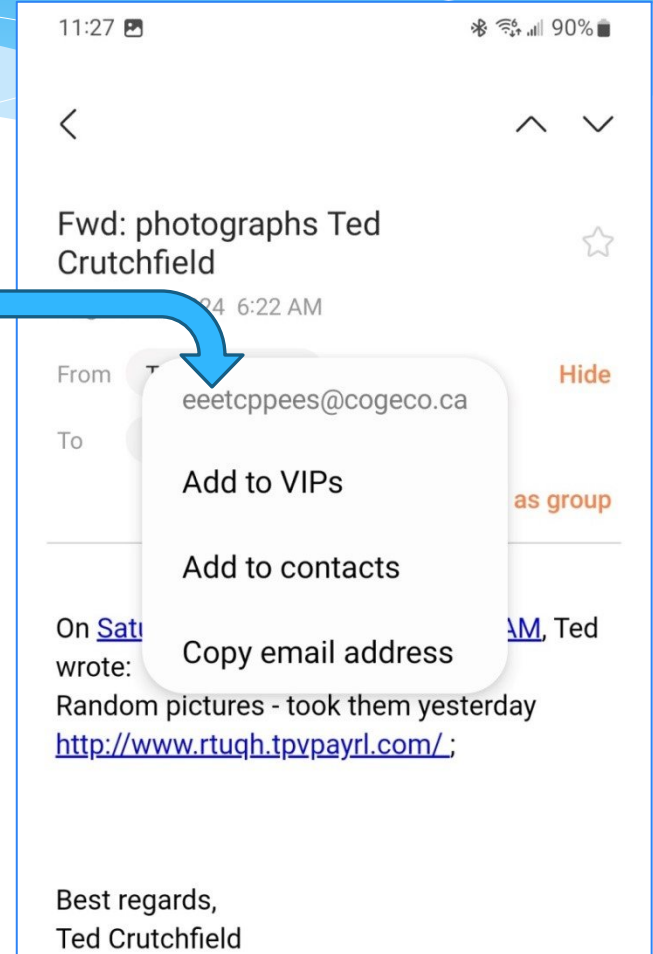 11:27 90%
Fwd: photographs Ted
Crutchfield
24 6:22 AM
From Hide
eeetcppees@cogeco.ca
To
Add to VIPs
as group
Add to contacts
On AM, Ted
Copy email address
wrote:
Random pictures - took them yesterday
http://www.rtuqh.tpvpayrl.com/ ;
Best regards,
Ted Crutchfield